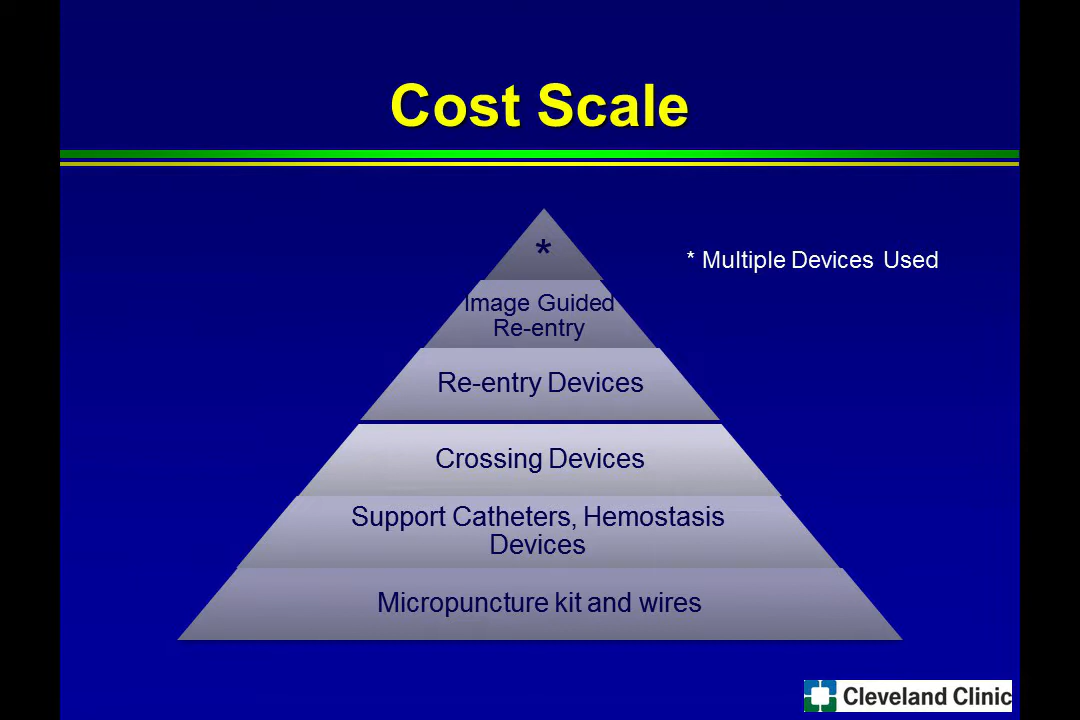 Cost Scale
*
* Multiple Devices Used
Image Guided
Re-entry
Re-entry Devices
Crossing Devices
Support Catheters, Hemostasis
Devices
Micropuncture kit and wires
Cleveland Clinic